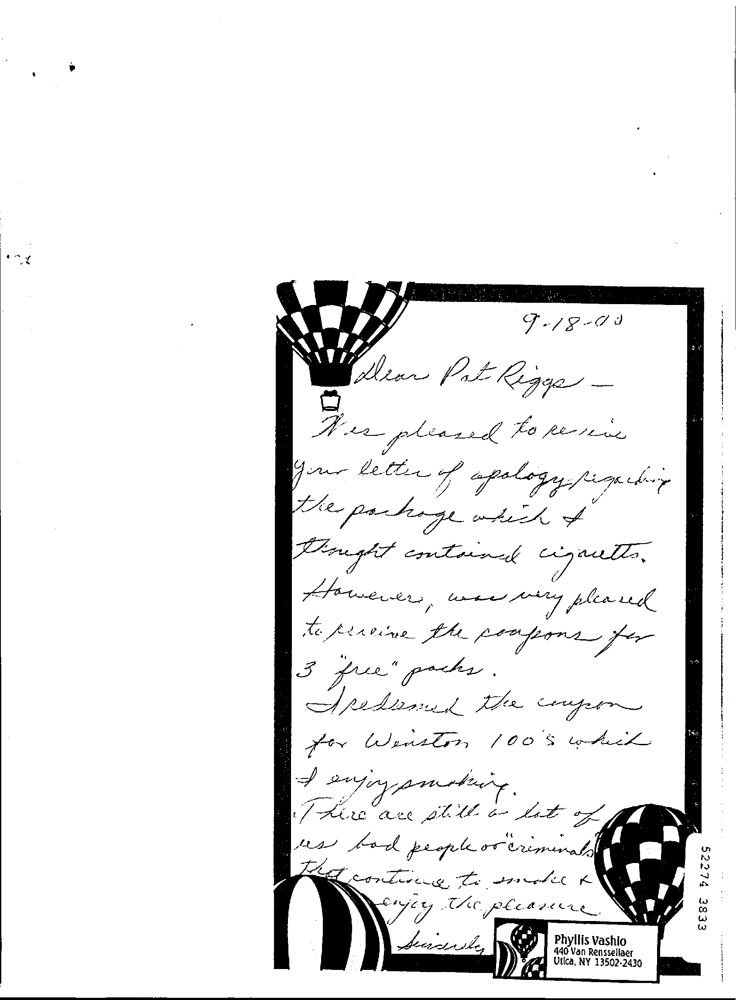 9-18-00
Dear Pat Riggs –
Was pleased to receive
your letter of apology regarding
the package which I
thought contained cigaretts.
However, was very pleased
to receive the coupons for
3 "free" packs.
I redeemed the coupon
for Winston 100's which
I enjoy smoking.
There are still a lot of
us bad people or "criminals"
that continue to smoke &
enjoy the pleasure
Sincerely
Phyllis Vashio
440 Van Renssellaer
Utica, NY 13502-2430
52274 3833